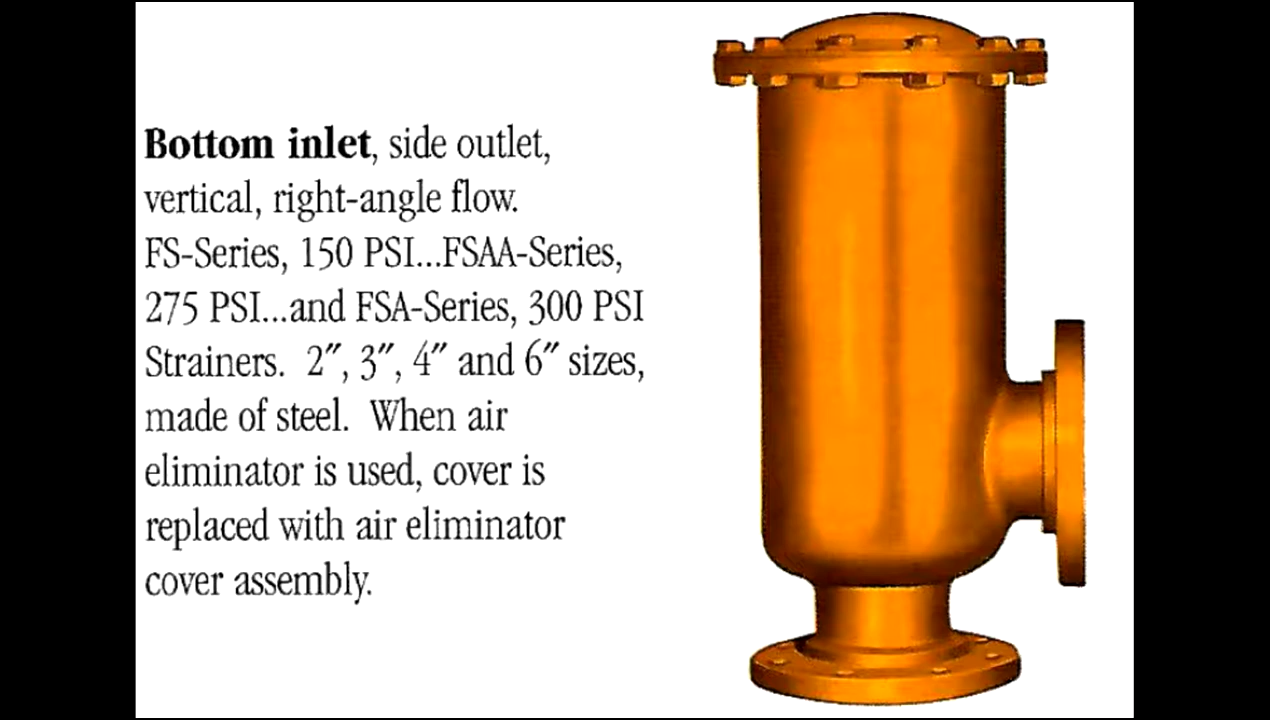 Bottom inlet, side outlet,
vertical, right-angle flow.
FS-Series, 150 PSI...FSAA-Series,
275 PSI...and FSA-Series, 300 PSI
Strainers.  2″, 3″, 4″ and 6″ sizes,
made of steel.  When air
eliminator is used, cover is
replaced with air eliminator
cover assembly.